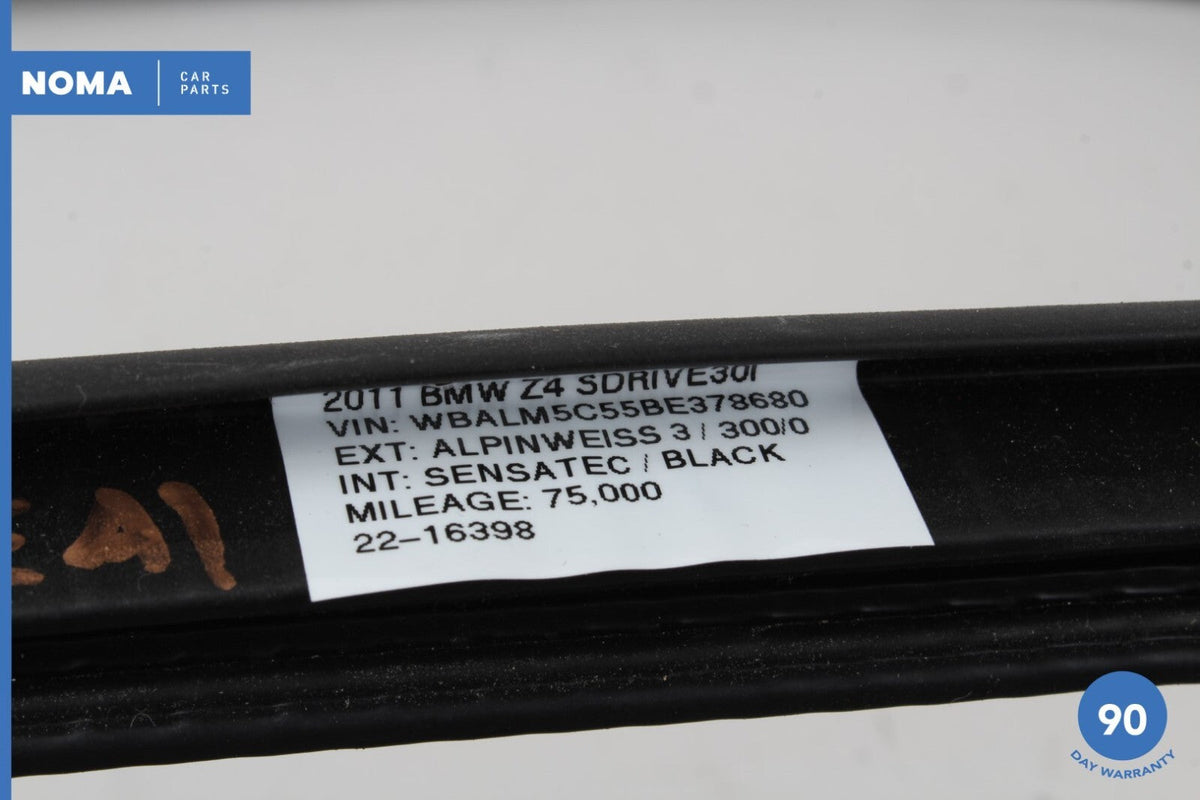 NOMA
CAR
PARTS
2011 BMW Z4 SDRIVE30I
VIN: WBALM5C55BE378680
EXT: ALPINWEISS 3 / 300/0
INT: SENSATEC / BLACK
MILEAGE: 75,000
22-16398
90
DAY WARRANTY